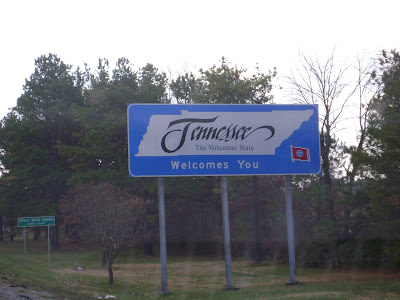 Tennessee
The Volunteer State
Welcomes You